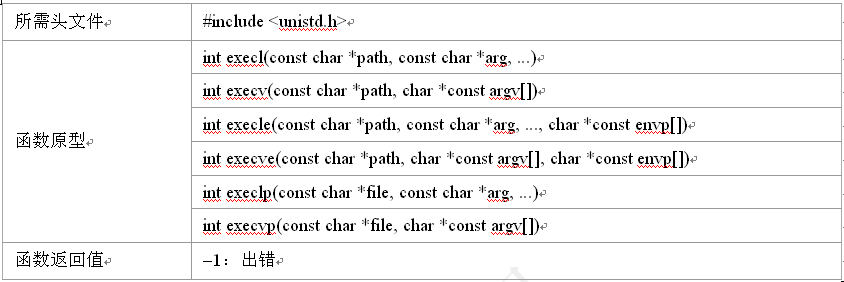 所需头文件
#include <unistd.h>
函数原型
int execl(const char *path, const char *arg, ...)
int execv(const char *path, char *const argv[])
int execle(const char *path, const char *arg, ..., char *const envp[])
int execve(const char *path, char *const argv[], char *const envp[])
int execlp(const char *file, const char *arg, ...)
int execvp(const char *file, char *const argv[])
函数返回值
−1：出错